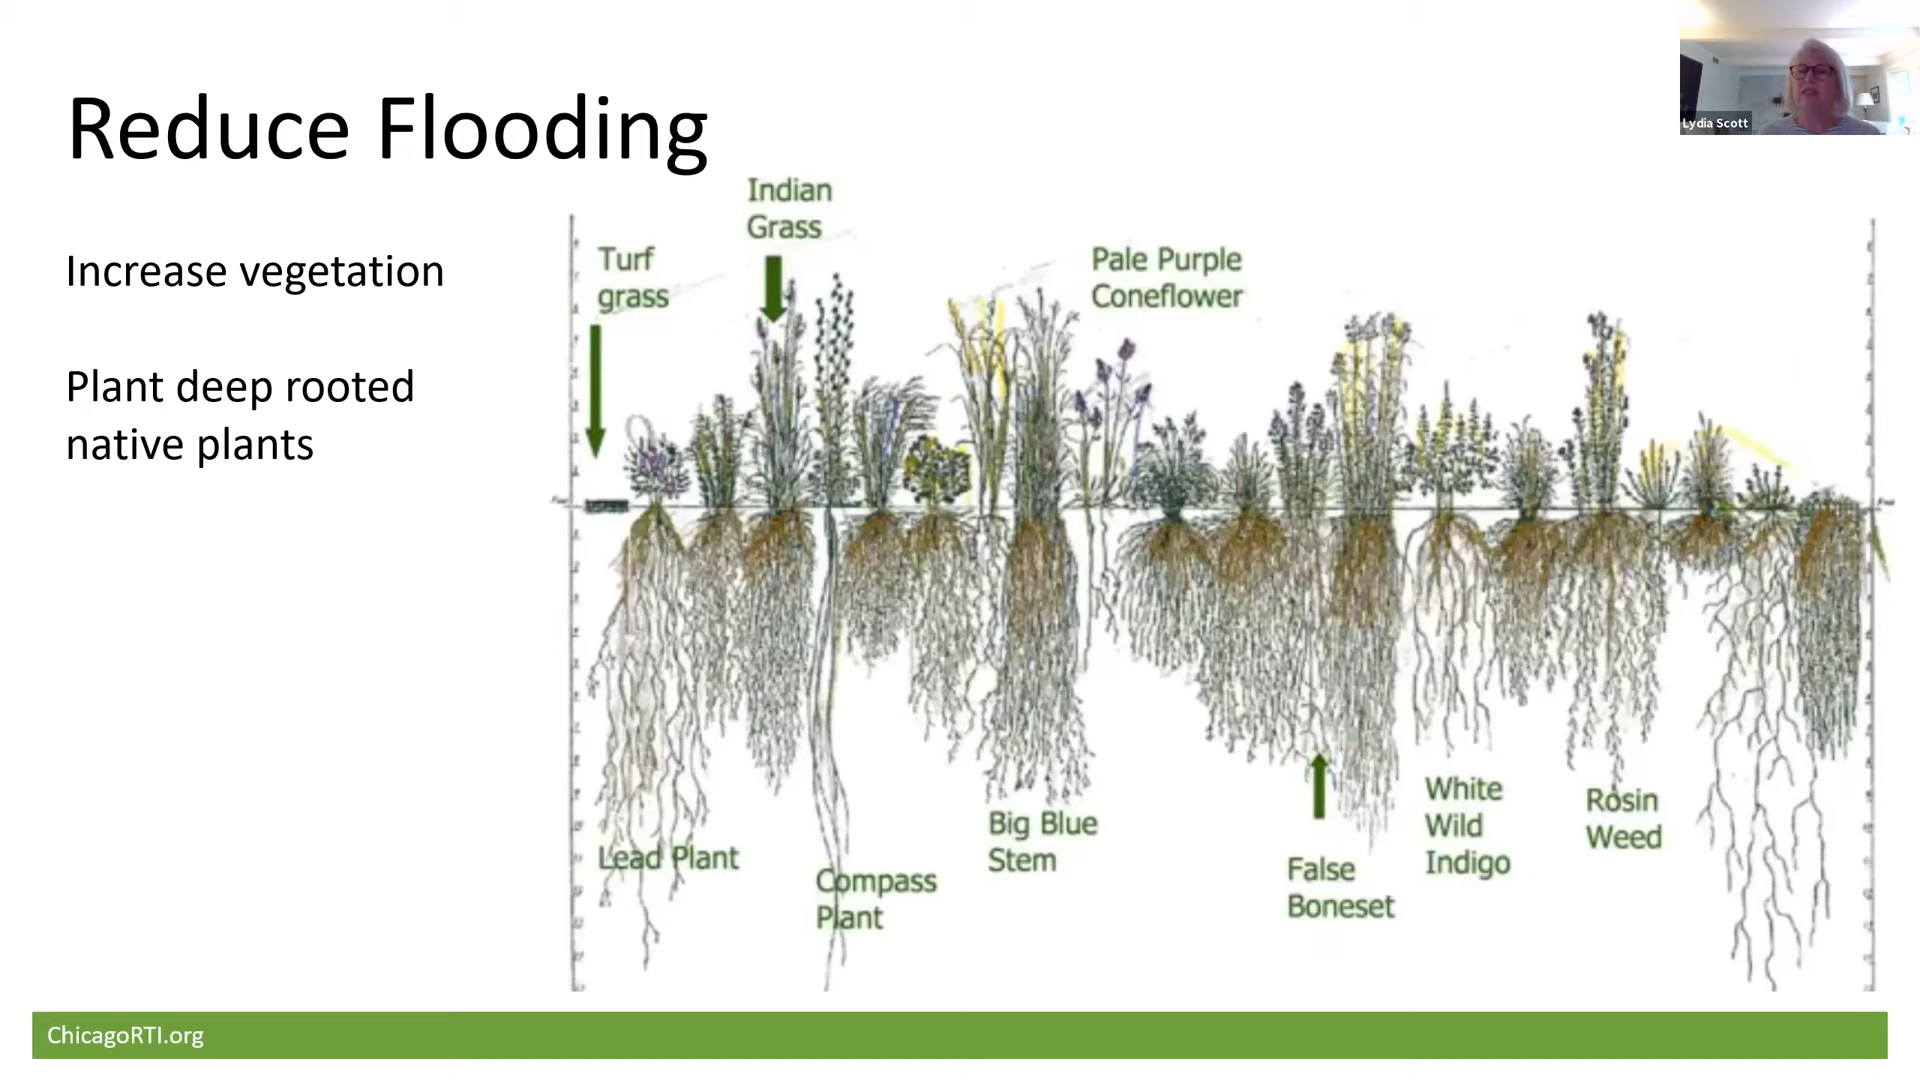 Lydia Scott
Reduce Flooding
Increase vegetation
Plant deep rooted
native plants
Indian
Grass
Turf
grass
Pale Purple
Coneflower
Lead Plant
Compass
Plant
Big Blue
Stem
False
Boneset
White
Wild
Indigo
Rosin
Weed
ChicagoRTI.org